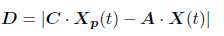 D = |C · X_p(t) − A · X(t)|